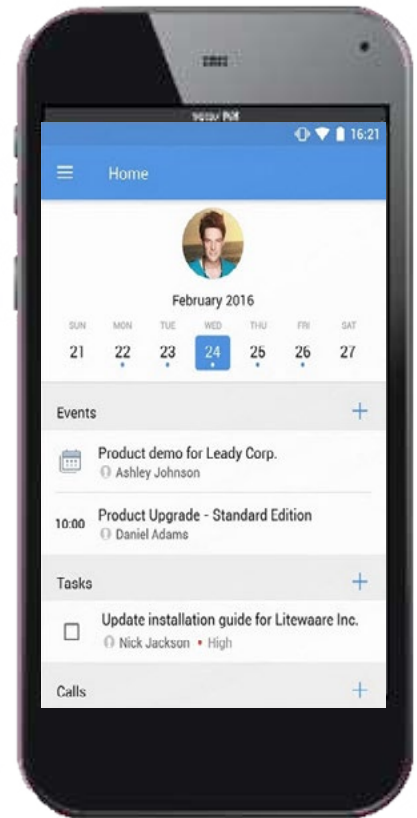 16:21
Home
February 2016
SUN MON TUE WED THU FRI SAT
21 22 23 24 25 26 27
Events +
Product demo for Leady Corp.
Ashley Johnson
10:00 Product Upgrade - Standard Edition
Daniel Adams
Tasks +
Update installation guide for Litewaare Inc.
Nick Jackson • High
Calls +